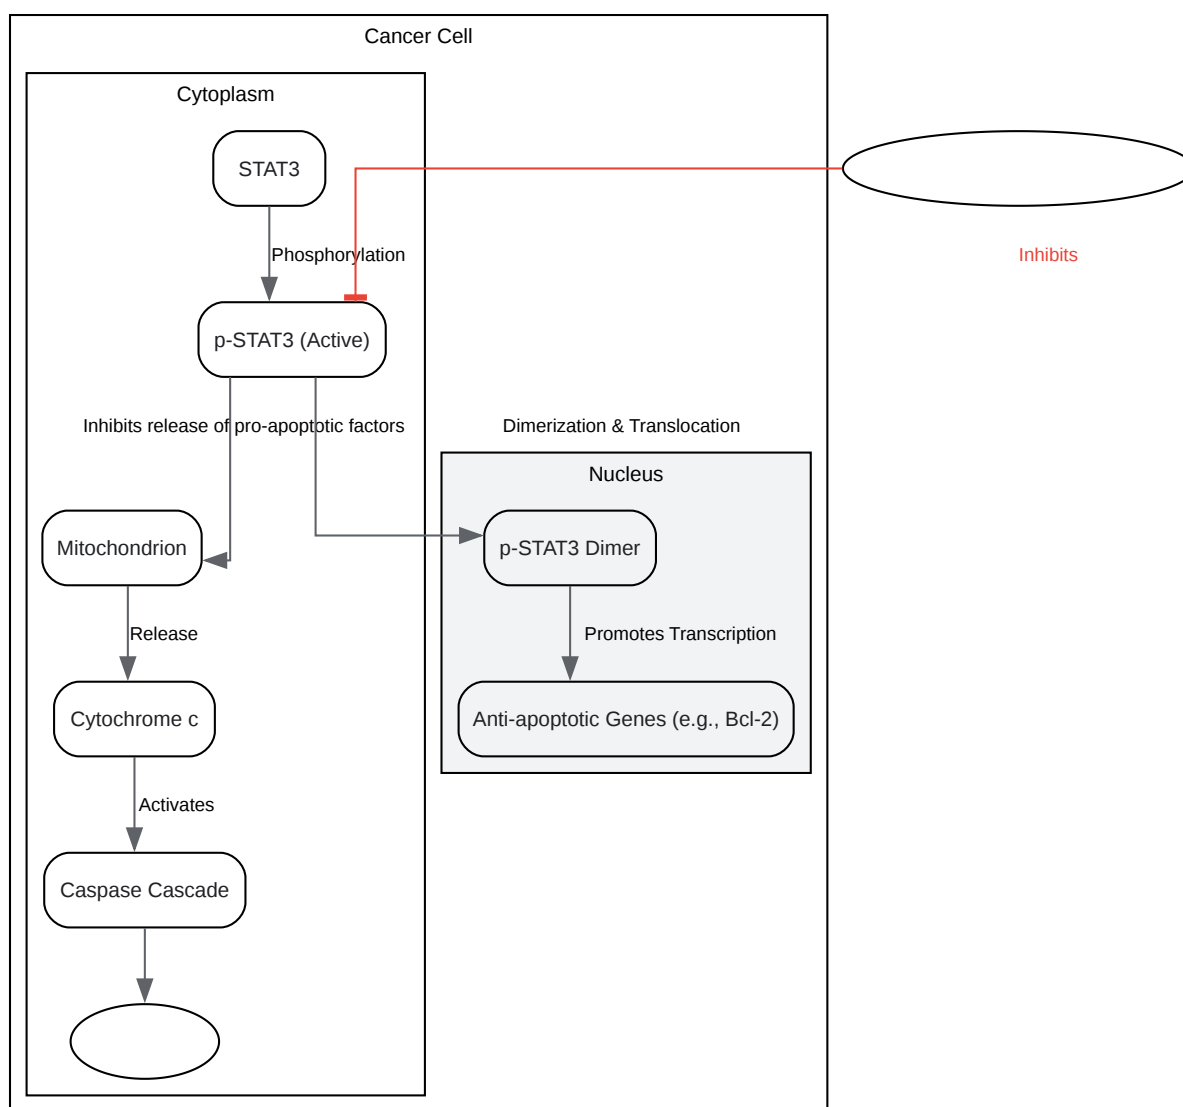 Cancer Cell
Cytoplasm
STAT3
Phosphorylation
Inhibits
p-STAT3 (Active)
Inhibits release of pro-apoptotic factors
Dimerization & Translocation
Nucleus
Mitochondrion
p-STAT3 Dimer
Release
Promotes Transcription
Cytochrome c
Anti-apoptotic Genes (e.g., Bcl-2)
Activates
Caspase Cascade